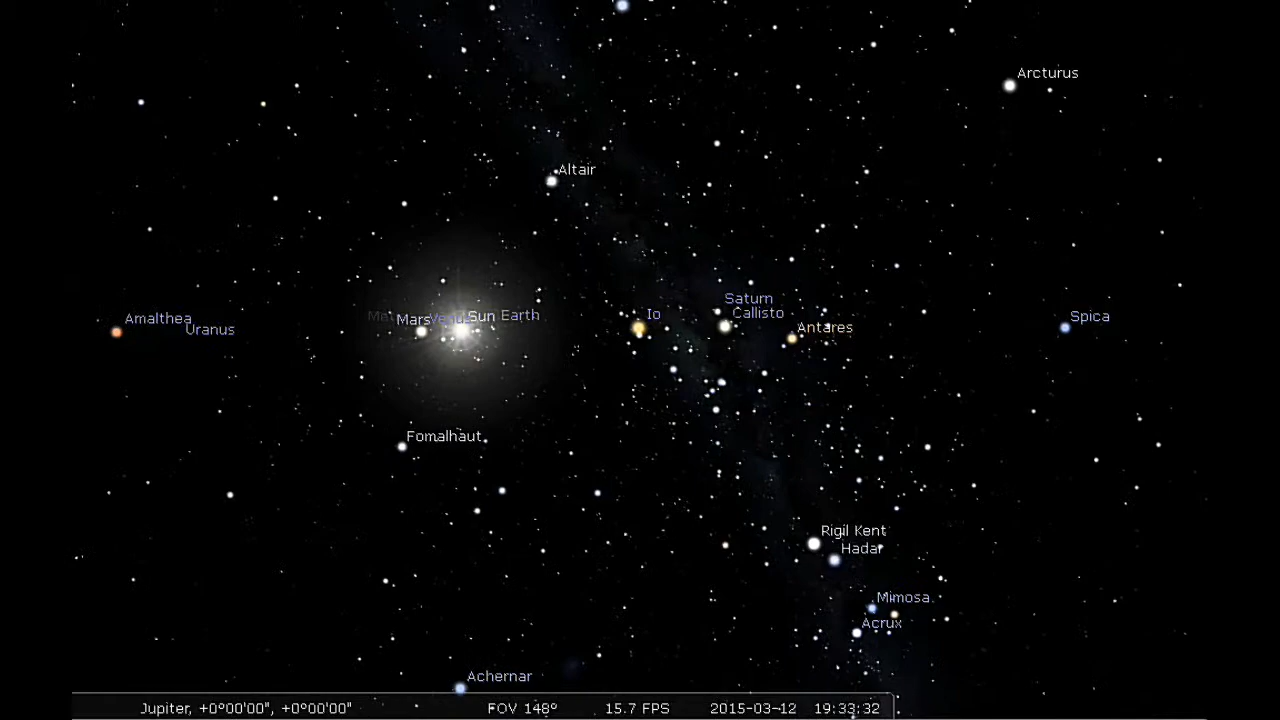 Arcturus
Altair
Saturn
Callisto
Io
Amalthea
Uranus
Mars
Venus
Sun Earth
Spica
Antares
Fomalhaut
Rigil Kent
Hadar
Mimosa
Acrux
Achernar
Jupiter, +0°00'00", +0°00'00" FOV 148° 15.7 FPS 2015-03-12 19:33:32